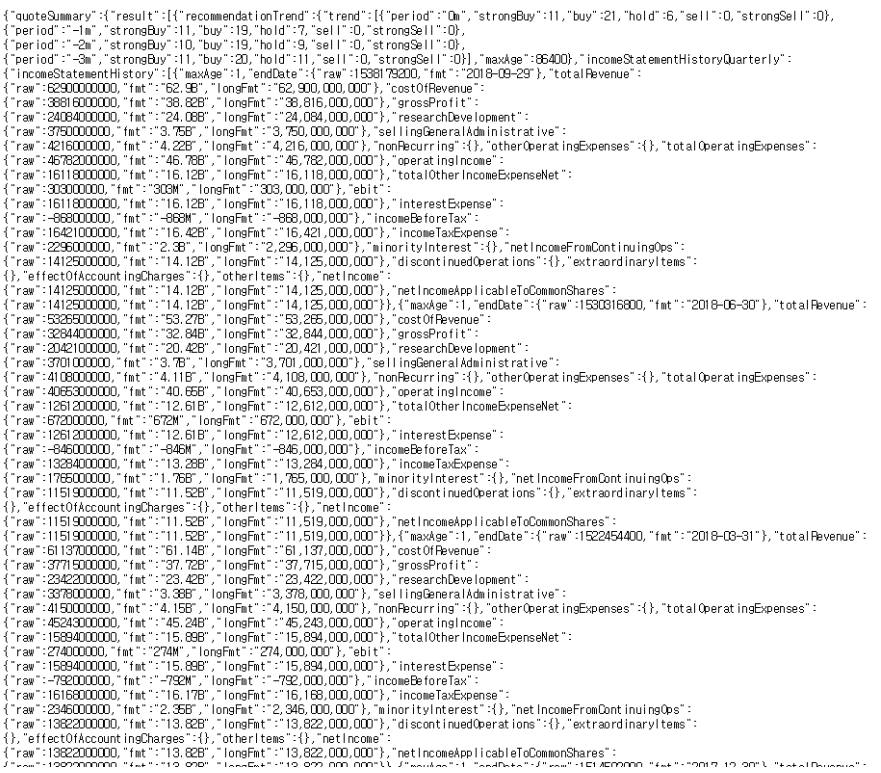 {"quoteSummary":{"result":[{"recommendationTrend":{"trend":[{"period":"0m","strongBuy":11,"buy":21,"hold":6,"sell":0,"strongSell":0},
{"period":"-1m","strongBuy":11,"buy":19,"hold":7,"sell":0,"strongSell":0},
{"period":"-2m","strongBuy":10,"buy":19,"hold":9,"sell":0,"strongSell":0},
{"period":"-3m","strongBuy":11,"buy":20,"hold":11,"sell":0,"strongSell":0}],"maxAge":86400},"incomeStatementHistoryQuarterly":
{"incomeStatementHistory":[{"maxAge":1,"endDate":{"raw":1538179200,"fmt":"2018-09-29"},"totalRevenue":
{"raw":62900000000,"fmt":"62.9B","longFmt":"62,900,000,000"},"costOfRevenue":
{"raw":38816000000,"fmt":"38.82B","longFmt":"38,816,000,000"},"grossProfit":
{"raw":24084000000,"fmt":"24.08B","longFmt":"24,084,000,000"},"researchDevelopment":
{"raw":3750000000,"fmt":"3.75B","longFmt":"3,750,000,000"},"sellingGeneralAdministrative":
{"raw":4216000000,"fmt":"4.22B","longFmt":"4,216,000,000"},"nonRecurring":{},"otherOperatingExpenses":{},"totalOperatingExpenses":
{"raw":46782000000,"fmt":"46.78B","longFmt":"46,782,000,000"},"operatingIncome":
{"raw":16118000000,"fmt":"16.12B","longFmt":"16,118,000,000"},"totalOtherIncomeExpenseNet":
{"raw":303000000,"fmt":"303M","longFmt":"303,000,000"},"ebit":
{"raw":16118000000,"fmt":"16.12B","longFmt":"16,118,000,000"},"interestExpense":
{"raw":-868000000,"fmt":"-868M","longFmt":"-868,000,000"},"incomeBeforeTax":
{"raw":16421000000,"fmt":"16.42B","longFmt":"16,421,000,000"},"incomeTaxExpense":
{"raw":2296000000,"fmt":"2.3B","longFmt":"2,296,000,000"},"minorityInterest":{},"netIncomeFromContinuingOps":
{"raw":14125000000,"fmt":"14.12B","longFmt":"14,125,000,000"},"discontinuedOperations":{},"extraordinaryItems":
{},"effectOfAccountingCharges":{},"otherItems":{},"netIncome":
{"raw":14125000000,"fmt":"14.12B","longFmt":"14,125,000,000"},"netIncomeApplicableToCommonShares":
{"raw":14125000000,"fmt":"14.12B","longFmt":"14,125,000,000"}},{"maxAge":1,"endDate":{"raw":1530316800,"fmt":"2018-06-30"},"totalRevenue":
{"raw":53265000000,"fmt":"53.27B","longFmt":"53,265,000,000"},"costOfRevenue":
{"raw":32844000000,"fmt":"32.84B","longFmt":"32,844,000,000"},"grossProfit":
{"raw":20421000000,"fmt":"20.42B","longFmt":"20,421,000,000"},"researchDevelopment":
{"raw":3701000000,"fmt":"3.7B","longFmt":"3,701,000,000"},"sellingGeneralAdministrative":
{"raw":4108000000,"fmt":"4.11B","longFmt":"4,108,000,000"},"nonRecurring":{},"otherOperatingExpenses":{},"totalOperatingExpenses":
{"raw":40653000000,"fmt":"40.65B","longFmt":"40,653,000,000"},"operatingIncome":
{"raw":12612000000,"fmt":"12.61B","longFmt":"12,612,000,000"},"totalOtherIncomeExpenseNet":
{"raw":672000000,"fmt":"672M","longFmt":"672,000,000"},"ebit":
{"raw":12612000000,"fmt":"12.61B","longFmt":"12,612,000,000"},"interestExpense":
{"raw":-846000000,"fmt":"-846M","longFmt":"-846,000,000"},"incomeBeforeTax":
{"raw":13284000000,"fmt":"13.28B","longFmt":"13,284,000,000"},"incomeTaxExpense":
{"raw":1765000000,"fmt":"1.76B","longFmt":"1,765,000,000"},"minorityInterest":{},"netIncomeFromContinuingOps":
{"raw":11519000000,"fmt":"11.52B","longFmt":"11,519,000,000"},"discontinuedOperations":{},"extraordinaryItems":
{},"effectOfAccountingCharges":{},"otherItems":{},"netIncome":
{"raw":11519000000,"fmt":"11.52B","longFmt":"11,519,000,000"},"netIncomeApplicableToCommonShares":
{"raw":11519000000,"fmt":"11.52B","longFmt":"11,519,000,000"}},{"maxAge":1,"endDate":{"raw":1522454400,"fmt":"2018-03-31"},"totalRevenue":
{"raw":61137000000,"fmt":"61.14B","longFmt":"61,137,000,000"},"costOfRevenue":
{"raw":37715000000,"fmt":"37.72B","longFmt":"37,715,000,000"},"grossProfit":
{"raw":23422000000,"fmt":"23.42B","longFmt":"23,422,000,000"},"researchDevelopment":
{"raw":3378000000,"fmt":"3.38B","longFmt":"3,378,000,000"},"sellingGeneralAdministrative":
{"raw":4150000000,"fmt":"4.15B","longFmt":"4,150,000,000"},"nonRecurring":{},"otherOperatingExpenses":{},"totalOperatingExpenses":
{"raw":45243000000,"fmt":"45.24B","longFmt":"45,243,000,000"},"operatingIncome":
{"raw":15894000000,"fmt":"15.89B","longFmt":"15,894,000,000"},"totalOtherIncomeExpenseNet":
{"raw":274000000,"fmt":"274M","longFmt":"274,000,000"},"ebit":
{"raw":15894000000,"fmt":"15.89B","longFmt":"15,894,000,000"},"interestExpense":
{"raw":-792000000,"fmt":"-792M","longFmt":"-792,000,000"},"incomeBeforeTax":
{"raw":16168000000,"fmt":"16.17B","longFmt":"16,168,000,000"},"incomeTaxExpense":
{"raw":2346000000,"fmt":"2.35B","longFmt":"2,346,000,000"},"minorityInterest":{},"netIncomeFromContinuingOps":
{"raw":13822000000,"fmt":"13.82B","longFmt":"13,822,000,000"},"discontinuedOperations":{},"extraordinaryItems":
{},"effectOfAccountingCharges":{},"otherItems":{},"netIncome":
{"raw":13822000000,"fmt":"13.82B","longFmt":"13,822,000,000"},"netIncomeApplicableToCommonShares":